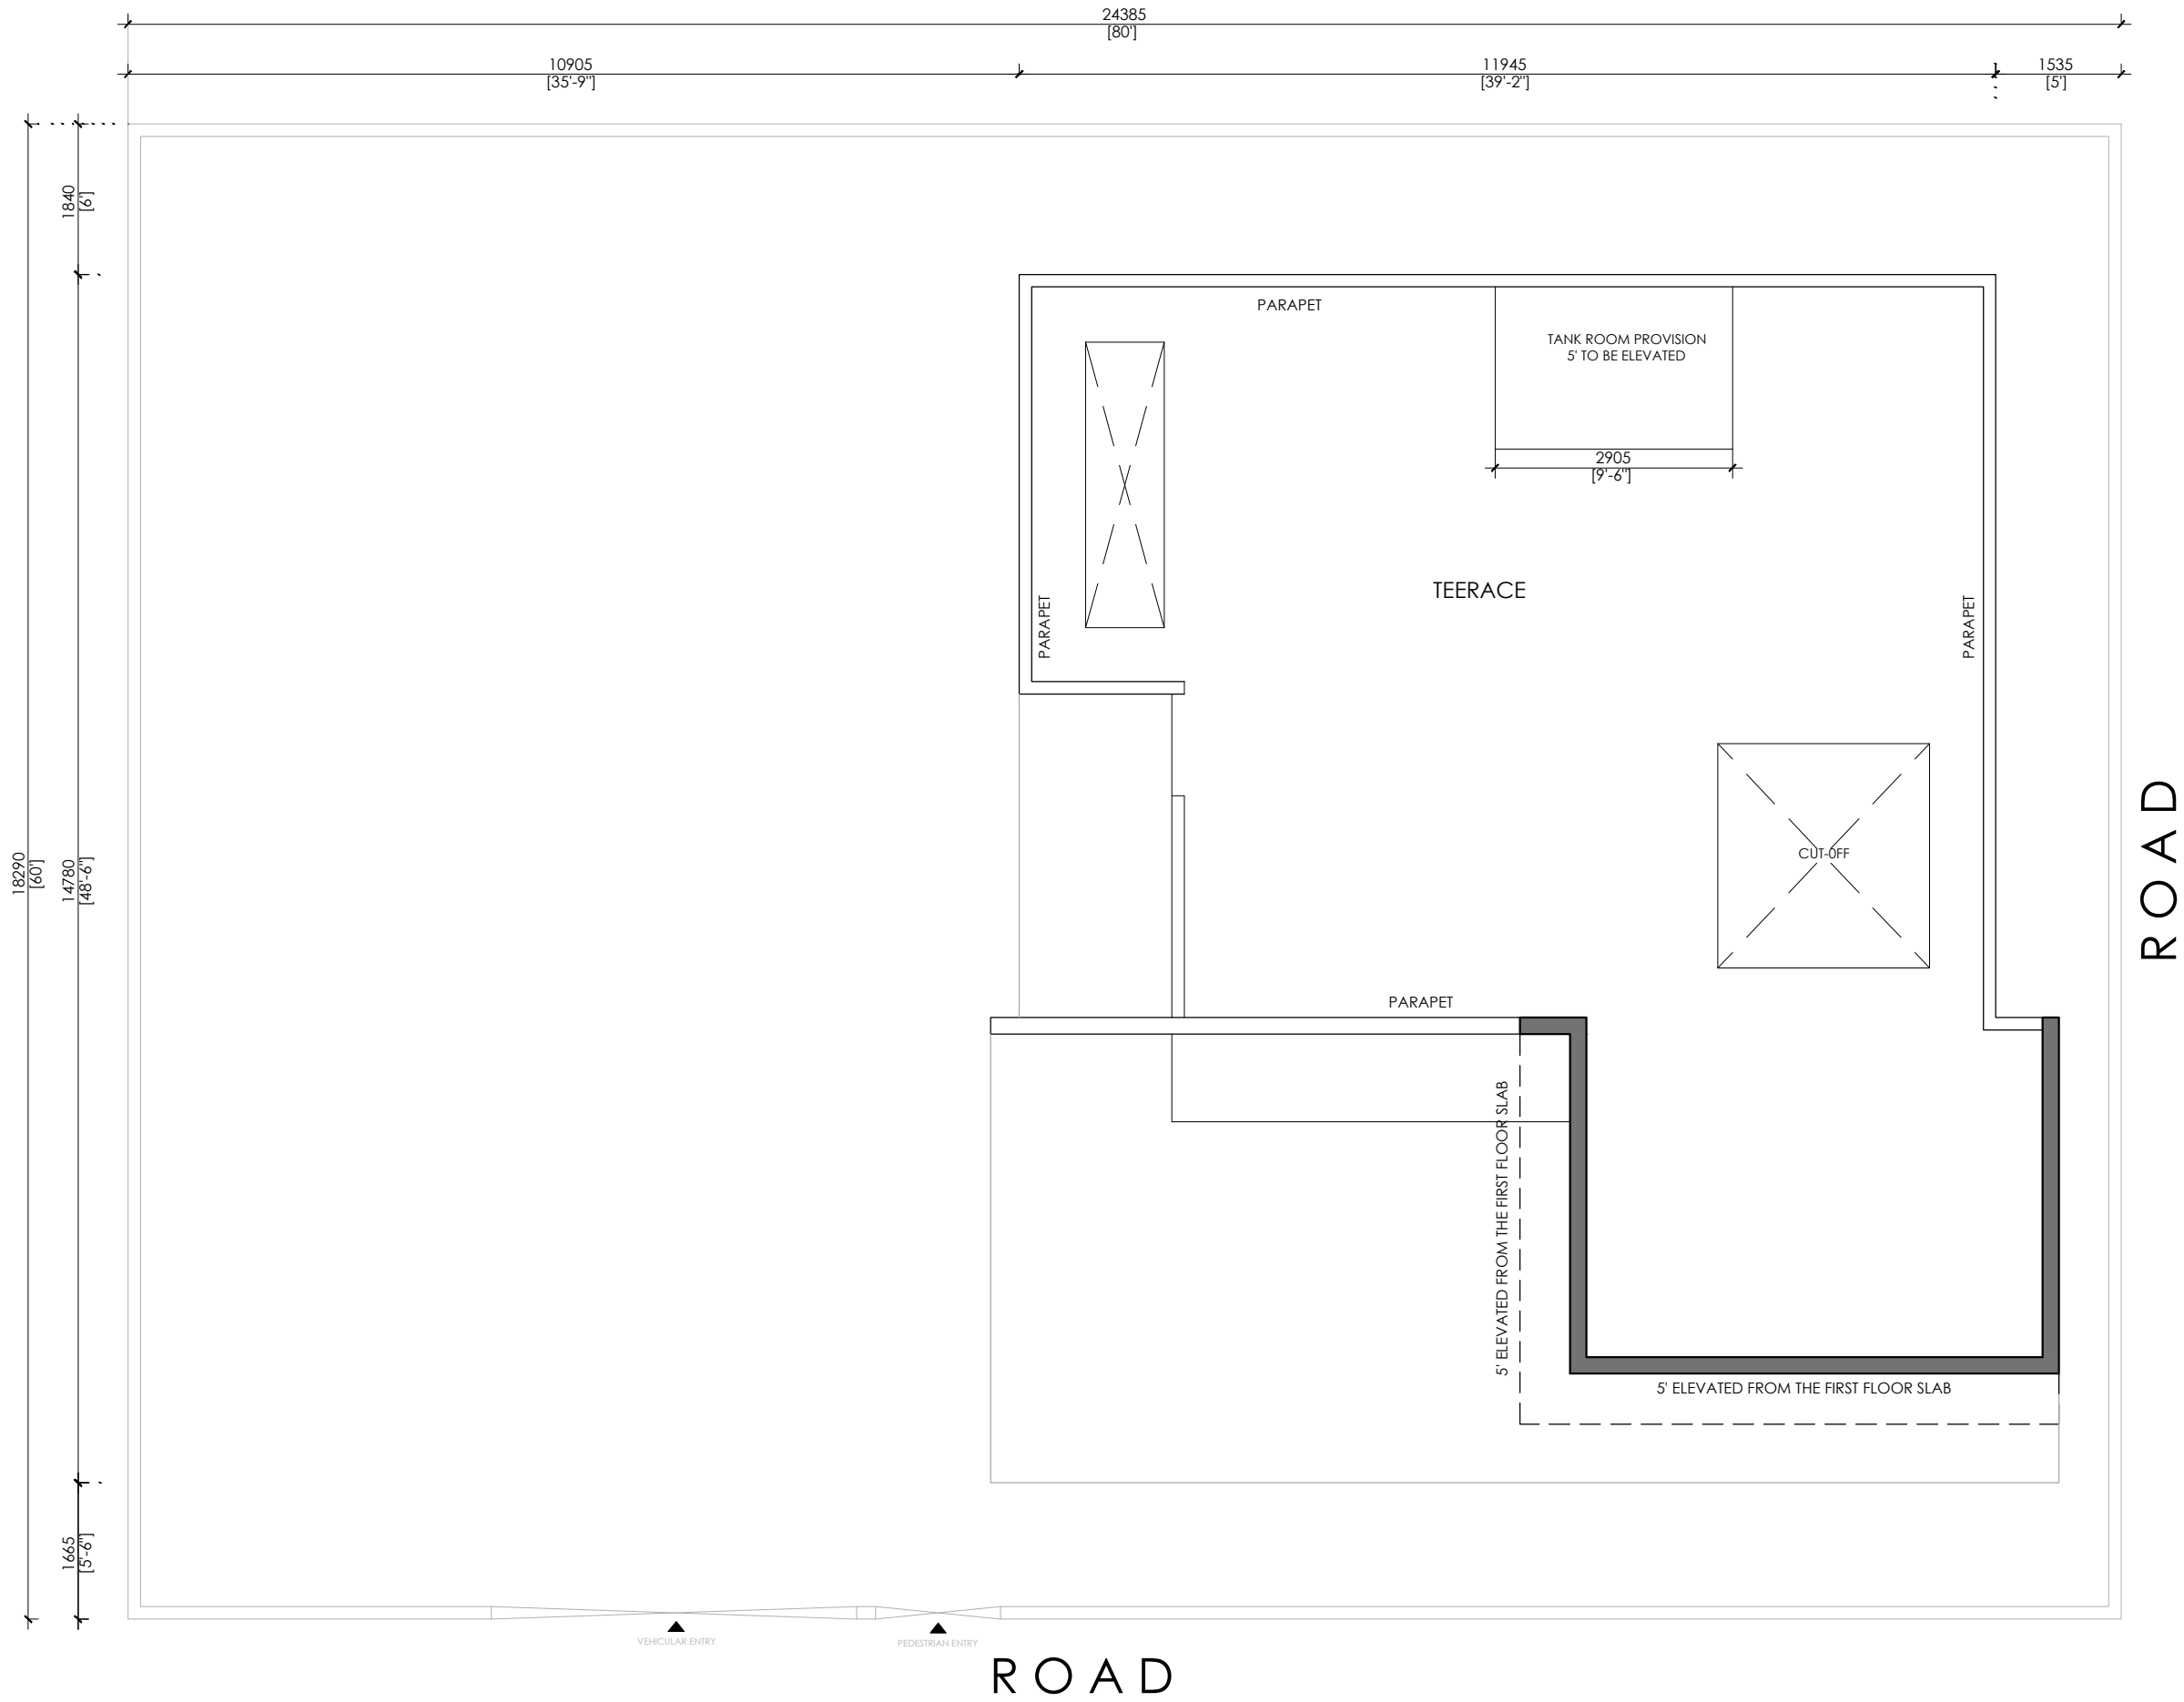 24385
[80']
10905
[35'-9"]
11945
[39'-2"]
1535
[5']
1840
[6']
18290
[60']
14780
[48'-6"]
1665
[5'-6"]
PARAPET
TANK ROOM PROVISION
5' TO BE ELEVATED
2905
[9'-6"]
TEERACE
PARAPET
PARAPET
CUT-0FF
ROAD
PARAPET
5' ELEVATED FROM THE FIRST FLOOR SLAB
5' ELEVATED FROM THE FIRST FLOOR SLAB
VEHICULAR ENTRY
PEDESTRIAN ENTRY
ROAD